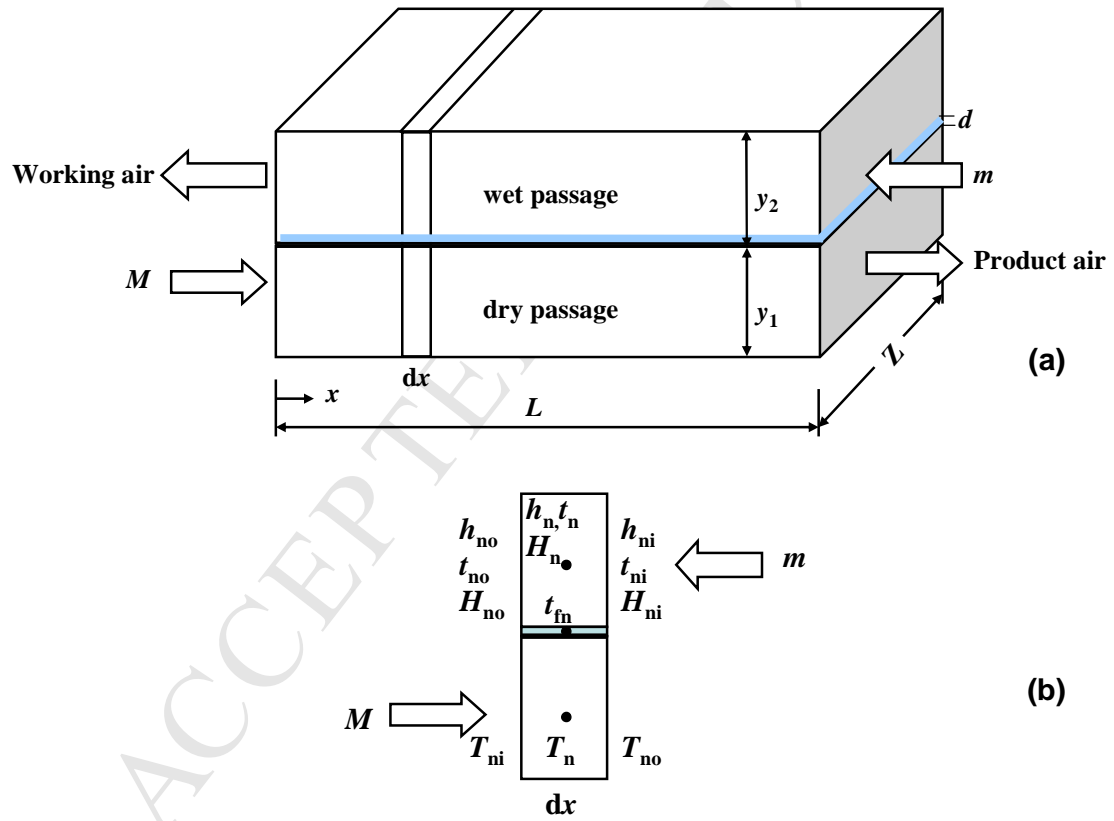 d
Working air
m
wet passage
y2
M
Product air
dry passage
y1
Z
(a)
dx
x
L
hn,tn
hno
hni
Hn
tno
tni
m
Hno
tfn
Hni
(b)
M
Tni
Tn
Tno
dx
ACCEPTE